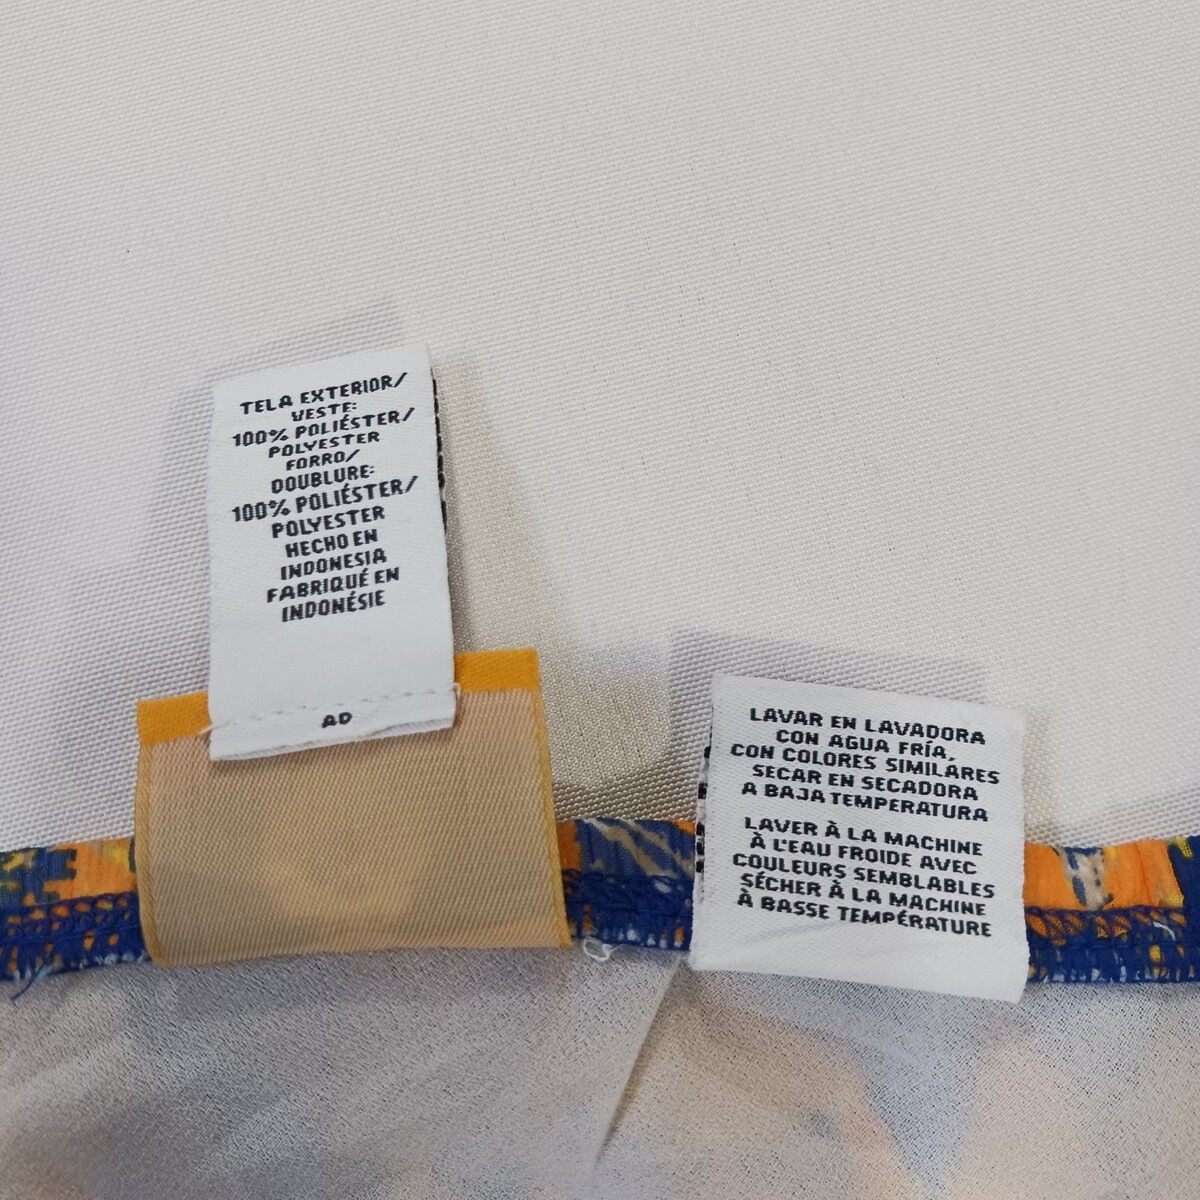 TELA EXTERIOR/
VESTE:
100% POLIÉSTER/
POLYESTER
FORRO/
DOUBLURE:
100% POLIÉSTER/
POLYESTER
HECHO EN
INDONESIA
FABRIQUÉ EN
INDONÉSIE
AD
LAVAR EN LAVADORA
CON AGUA FRÍA,
CON COLORES SIMILARES
SECAR EN SECADORA
A BAJA TEMPERATURA
LAVER À LA MACHINE
À L'EAU FROIDE AVEC
COULEURS SEMBLABLES
SÉCHER À LA MACHINE
À BASSE TEMPÉRATURE